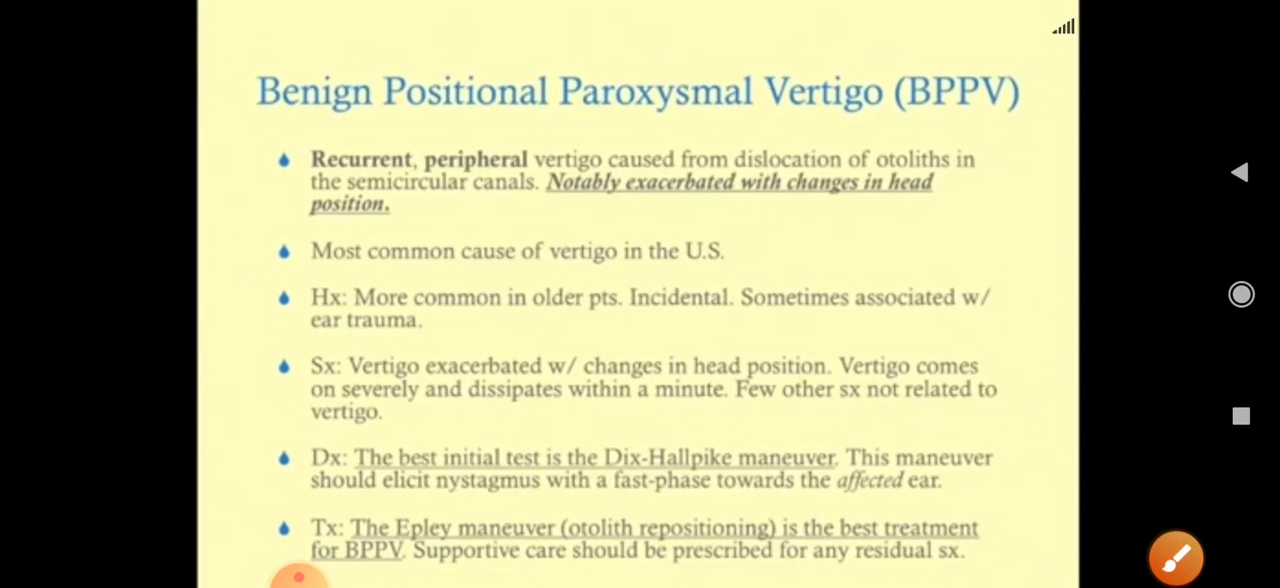 Benign Positional Paroxysmal Vertigo (BPPV)
Recurrent, peripheral vertigo caused from dislocation of otoliths in
the semicircular canals. Notably exacerbated with changes in head
position.
Most common cause of vertigo in the U.S.
Hx: More common in older pts. Incidental. Sometimes associated w/
ear trauma.
Sx: Vertigo exacerbated w/ changes in head position. Vertigo comes
on severely and dissipates within a minute. Few other sx not related to
vertigo.
Dx: The best initial test is the Dix-Hallpike maneuver. This maneuver
should elicit nystagmus with a fast-phase towards the affected ear.
Tx: The Epley maneuver (otolith repositioning) is the best treatment
for BPPV. Supportive care should be prescribed for any residual sx.